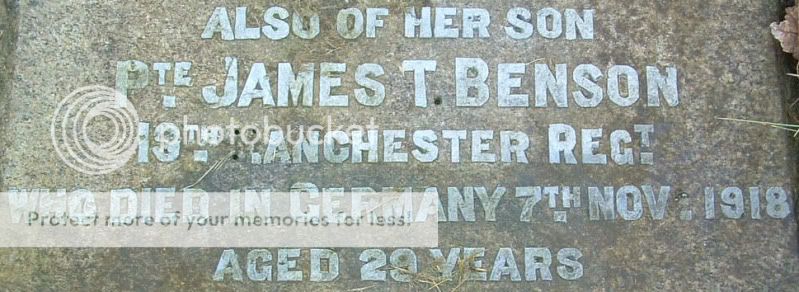 ALSO OF HER SON
PTE JAMES T. BENSON
19TH MANCHESTER REGT
WHO DIED IN GERMANY 7TH NOV: 1918
AGED 29 YEARS
photobucket
Protect more of your memories for less!